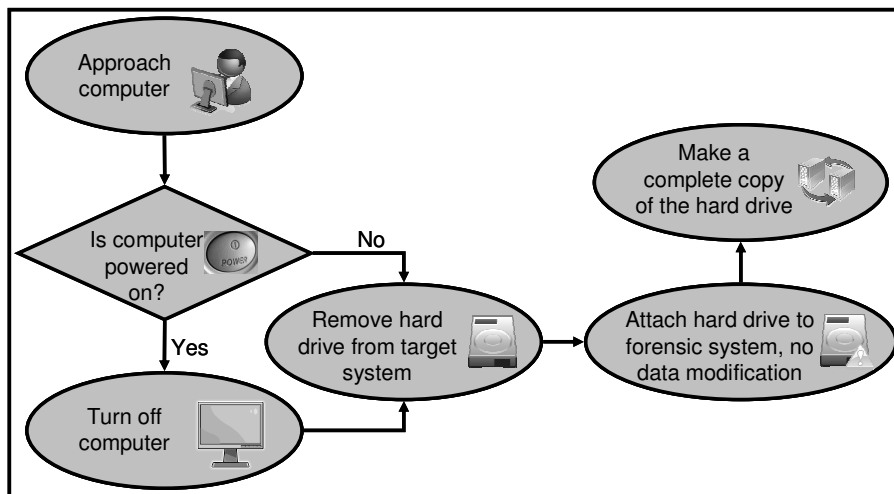 Approach
computer
Is computer
powered
on?
POWER
No
Yes
Turn off
computer
Remove hard
drive from target
system
Attach hard drive to
forensic system, no
data modification
Make a
complete copy
of the hard drive